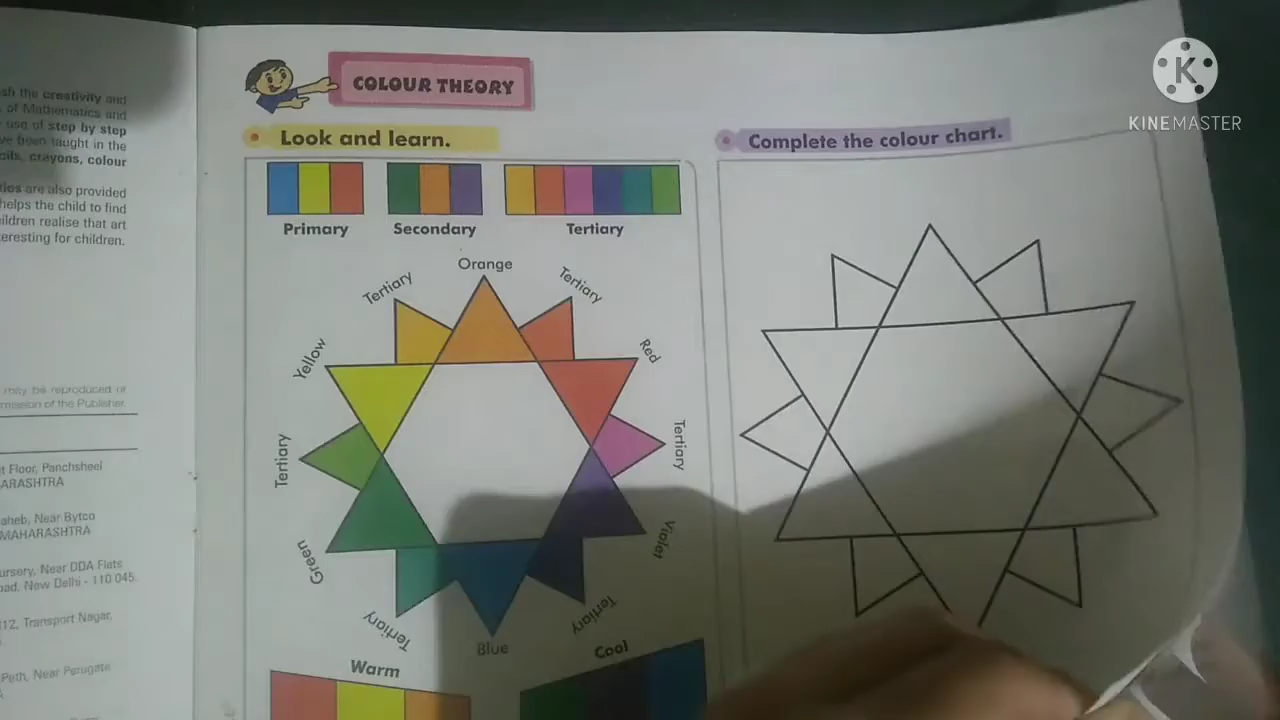 sh the creativity and
of Mathematics and
use of step by step
ve been taught in the
oils, crayons, colour
are also provided
helps the child to find
ildren realise that art
eresting for children.
may be reproduced or
mission of the Publisher.
Floor, Panchsheel
ARASHTRA
aheb, Near Bytco
MAHARASHTRA
ursery, Near DDA Flats
oad, New Delhi - 110 045.
12, Transport Nagar,
Peth, Near Perugate
COLOUR THEORY
Look and learn.
Primary
Secondary
Tertiary
Orange
Tertiary
Tertiary
Yellow
Red
Tertiary
Tertiary
Green
Violet
Tertiary
Tertiary
Blue
Warm
Cool
Complete the colour chart.
K
KINEMASTER